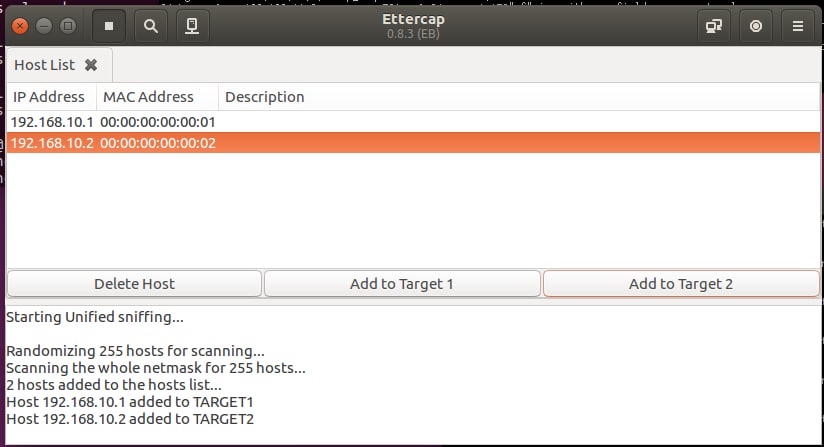 Ettercap
0.8.3 (EB)
Host List
IP Address MAC Address Description
192.168.10.1 00:00:00:00:00:01
192.168.10.2 00:00:00:00:00:02
Delete Host Add to Target 1 Add to Target 2
Starting Unified sniffing...
Randomizing 255 hosts for scanning...
Scanning the whole netmask for 255 hosts...
2 hosts added to the hosts list...
Host 192.168.10.1 added to TARGET1
Host 192.168.10.2 added to TARGET2